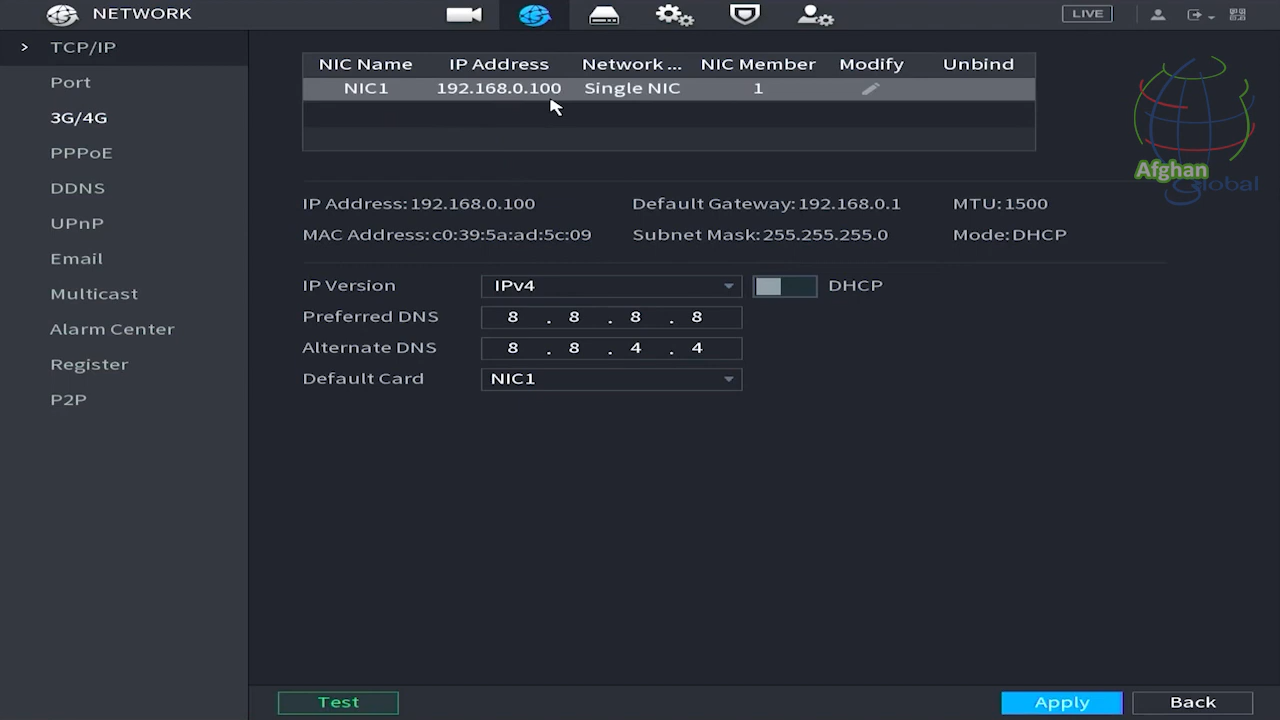 NETWORK
LIVE
TCP/IP
Port
3G/4G
PPPoE
DDNS
UPnP
Email
Multicast
Alarm Center
Register
P2P
NIC Name IP Address Network ... NIC Member Modify Unbind
NIC1 192.168.0.100 Single NIC 1
IP Address:192.168.0.100 Default Gateway:192.168.0.1 MTU:1500
MAC Address:c0:39:5a:ad:5c:09 Subnet Mask:255.255.255.0 Mode:DHCP
IP Version IPv4 DHCP
Preferred DNS 8 . 8 . 8 . 8
Alternate DNS 8 . 8 . 4 . 4
Default Card NIC1
Test Apply Back
Afghan
Global